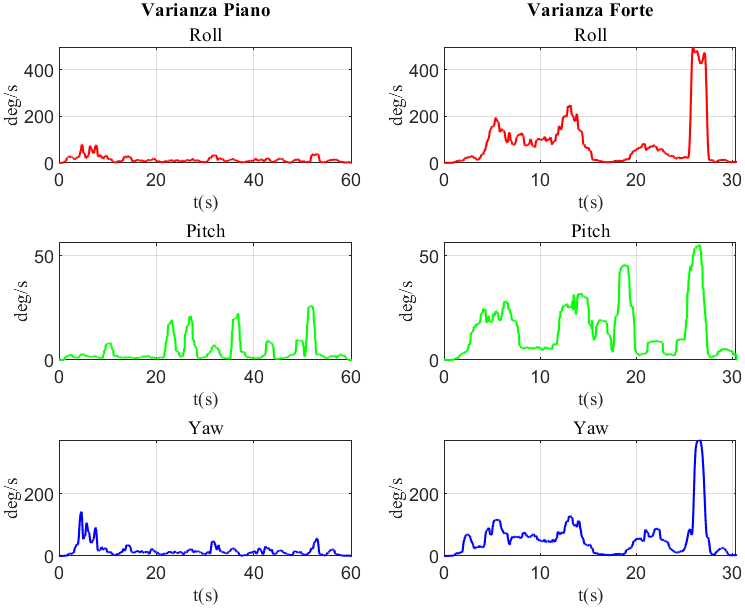 Varianza Piano
Varianza Forte
Roll
Roll
deg/s
400
200
0
0 20 40 60
t(s)
deg/s
400
200
0
0 10 20 30
t(s)
Pitch
Pitch
deg/s
50
0
0 20 40 60
t(s)
deg/s
50
0
0 10 20 30
t(s)
Yaw
Yaw
deg/s
200
0
0 20 40 60
t(s)
deg/s
200
0
0 10 20 30
t(s)